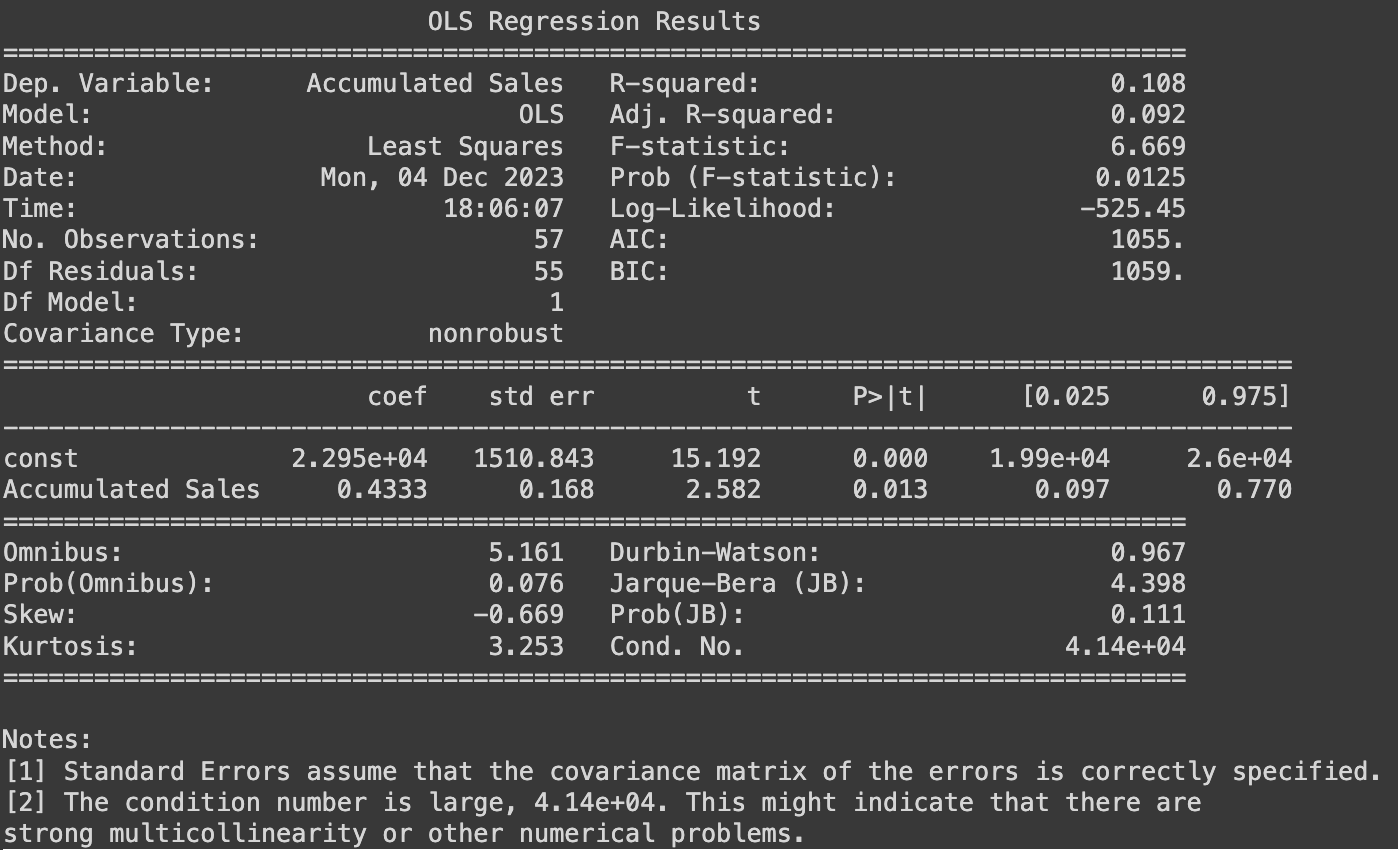 OLS Regression Results
==============================================================================
Dep. Variable:      Accumulated Sales   R-squared:                       0.108
Model:                            OLS   Adj. R-squared:                  0.092
Method:                 Least Squares   F-statistic:                     6.669
Date:                Mon, 04 Dec 2023   Prob (F-statistic):             0.0125
Time:                        18:06:07   Log-Likelihood:                -525.45
No. Observations:                  57   AIC:                             1055.
Df Residuals:                      55   BIC:                             1059.
Df Model:                           1
Covariance Type:            nonrobust
=====================================================================================
                        coef    std err          t      P>|t|      [0.025      0.975]
-------------------------------------------------------------------------------------
const              2.295e+04   1510.843     15.192      0.000    1.99e+04     2.6e+04
Accumulated Sales     0.4333      0.168      2.582      0.013       0.097       0.770
==============================================================================
Omnibus:                        5.161   Durbin-Watson:                   0.967
Prob(Omnibus):                  0.076   Jarque-Bera (JB):                4.398
Skew:                          -0.669   Prob(JB):                        0.111
Kurtosis:                       3.253   Cond. No.                     4.14e+04
==============================================================================
Notes:
[1] Standard Errors assume that the covariance matrix of the errors is correctly specified.
[2] The condition number is large, 4.14e+04. This might indicate that there are
strong multicollinearity or other numerical problems.